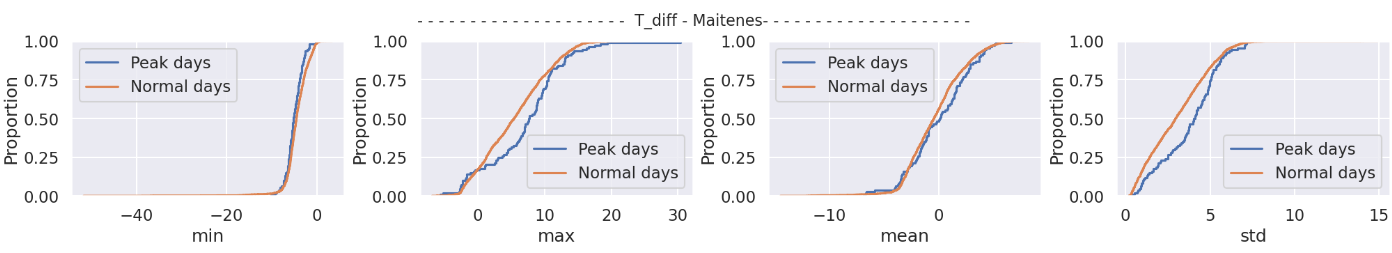 - - - - - - - - - - - - - - - - - - - - T_diff - Maitenes- - - - - - - - - - - - - - - - - - - -
Proportion
1.00
0.75
0.50
0.25
0.00
Peak days
Normal days
−40
−20
0
min
Proportion
1.00
0.75
0.50
0.25
0.00
Peak days
Normal days
0
10
20
30
max
Proportion
1.00
0.75
0.50
0.25
0.00
Peak days
Normal days
−10
0
mean
Proportion
1.00
0.75
0.50
0.25
0.00
Peak days
Normal days
0
5
10
15
std